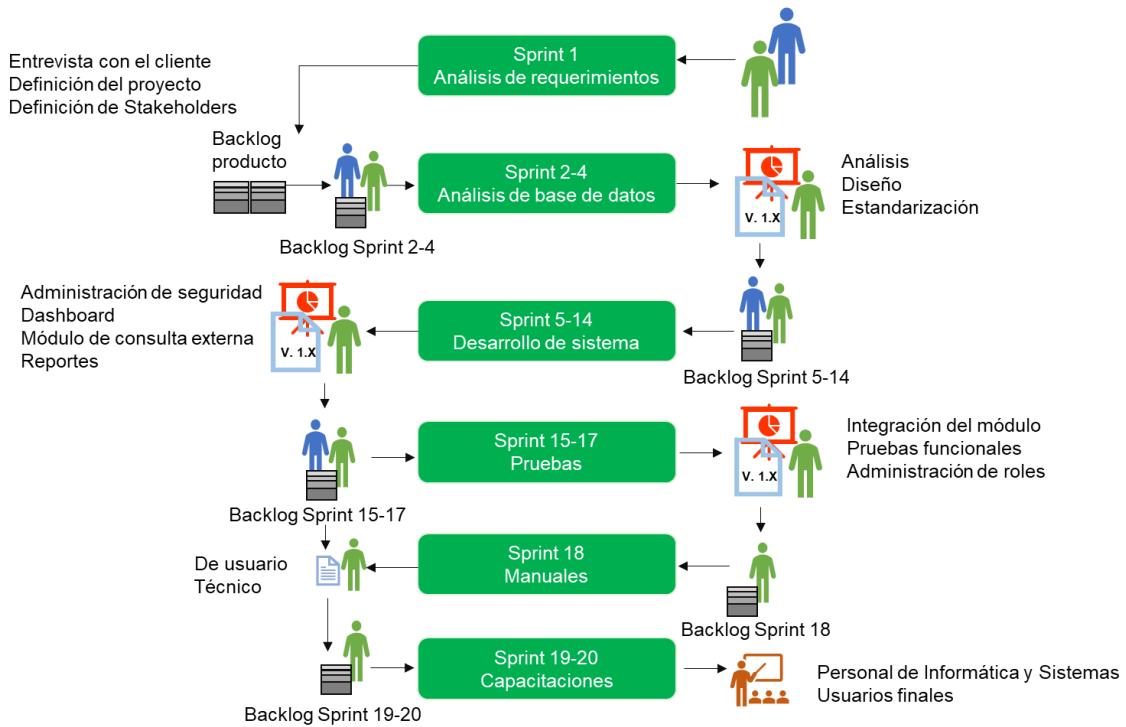 Entrevista con el cliente
Definición del proyecto
Definición de Stakeholders
Sprint 1
Análisis de requerimientos
Backlog
producto
Sprint 2-4
Análisis de base de datos
Análisis
Diseño
Estandarización
V. 1.X
Backlog Sprint 2-4
Administración de seguridad
Dashboard
Módulo de consulta externa
Reportes
V. 1.X
Sprint 5-14
Desarrollo de sistema
Backlog Sprint 5-14
Sprint 15-17
Pruebas
Integración del módulo
Pruebas funcionales
Administración de roles
V. 1.X
Backlog Sprint 15-17
De usuario
Técnico
Sprint 18
Manuales
Backlog Sprint 18
Sprint 19-20
Capacitaciones
Personal de Informática y Sistemas
Usuarios finales
Backlog Sprint 19-20